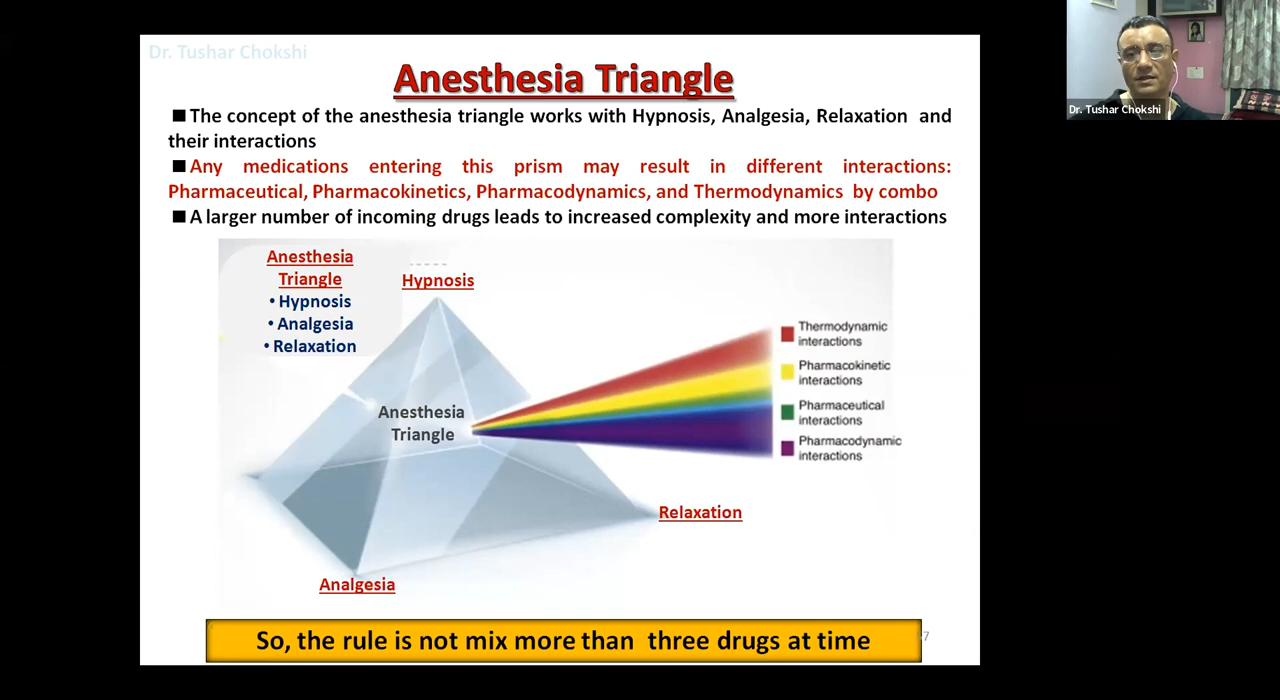 Dr. Tushar Chokshi
Anesthesia Triangle
■The concept of the anesthesia triangle works with Hypnosis, Analgesia, Relaxation and
their interactions
■Any medications entering this prism may result in different interactions:
Pharmaceutical, Pharmacokinetics, Pharmacodynamics, and Thermodynamics by combo
■A larger number of incoming drugs leads to increased complexity and more interactions
Anesthesia
Triangle
• Hypnosis
• Analgesia
• Relaxation
Hypnosis
Anesthesia
Triangle
Thermodynamic
interactions
Pharmacokinetic
interactions
Pharmaceutical
interactions
Pharmacodynamic
interactions
Relaxation
Analgesia
So, the rule is not mix more than three drugs at time
7
Dr. Tushar Chokshi